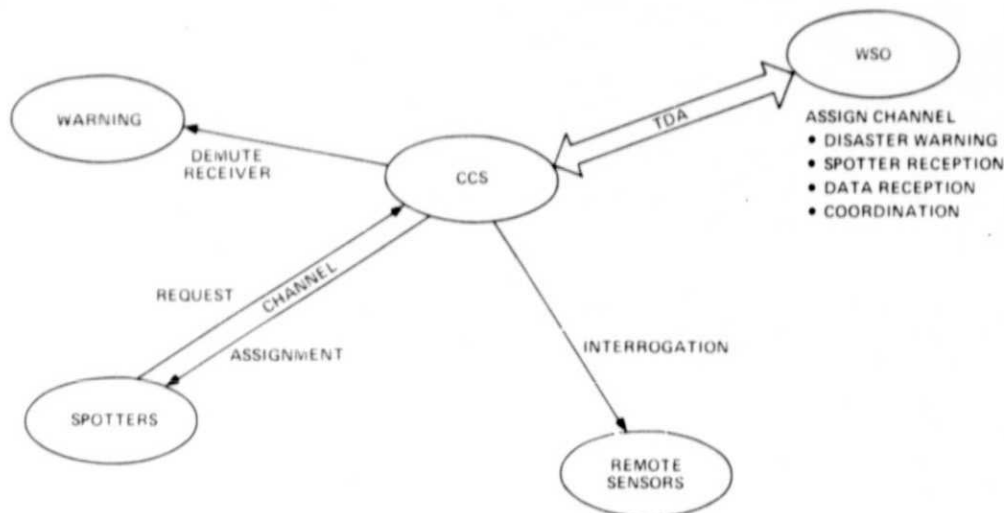 WSO
ASSIGN CHANNEL
• DISASTER WARNING
• SPOTTER RECEPTION
• DATA RECEPTION
• COORDINATION
TDA
WARNING
DEMUTE
RECEIVER
CCS
REQUEST
CHANNEL
ASSIGNMENT
INTERROGATION
SPOTTERS
REMOTE
SENSORS